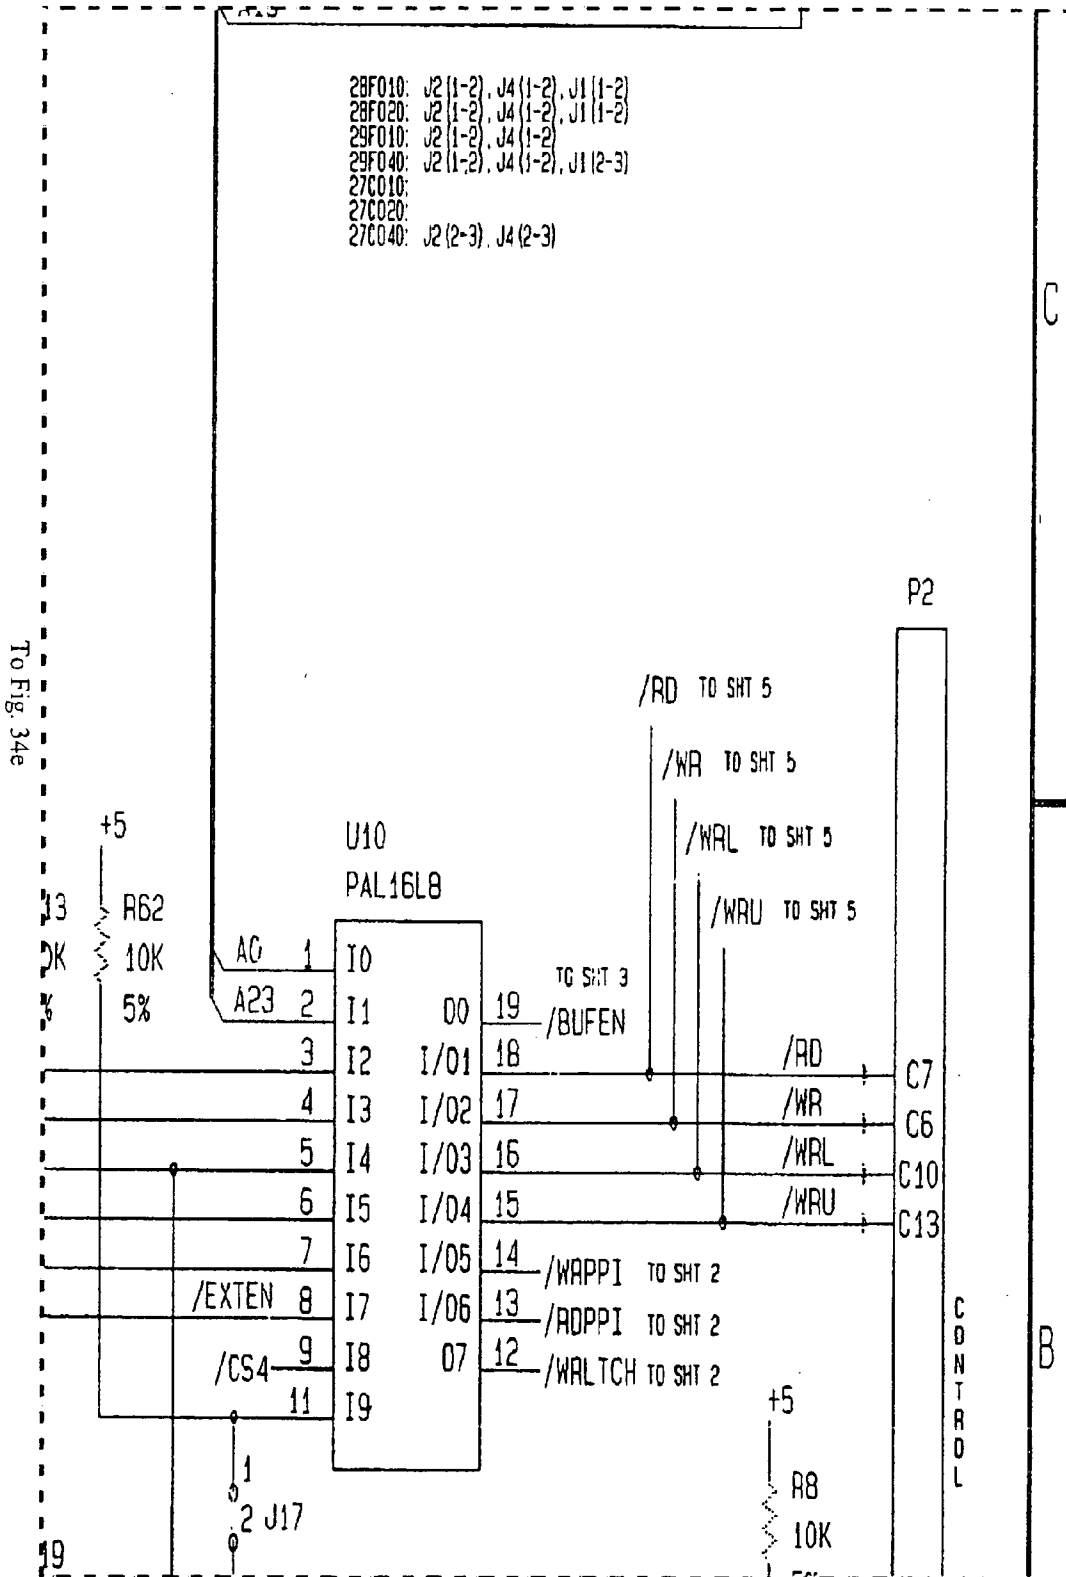 A19
28F010: J2(1-2), J4(1-2), J1(1-2)
28F020: J2(1-2), J4(1-2), J1(1-2)
29F010: J2(1-2), J4(1-2)
29F040: J2(1-2), J4(1-2), J1(2-3)
27C010:
27C020:
27C040: J2(2-3), J4(2-3)
C
P2
To Fig. 34e
/RD TO SHT 5
/WR TO SHT 5
/WRL TO SHT 5
/WRU TO SHT 5
+5
U10
PAL16L8
13 R62
0K 10K
% 5%
A0 1 I0
A23 2 I1
O0 19 /BUFEN
TO SHT 3
3 I2 I/O1 18 /RD C7
4 I3 I/O2 17 /WR C6
5 I4 I/O3 16 /WRL C10
6 I5 I/O4 15 /WRU C13
7 I6 I/O5 14 /WRPPI TO SHT 2
/EXTEN 8 I7 I/O6 13 /RDPPI TO SHT 2
/CS4 9 I8 O7 12 /WRLTCH TO SHT 2
11 I9
CONTROL
B
1
2 J17
+5
R8
10K
5%
19